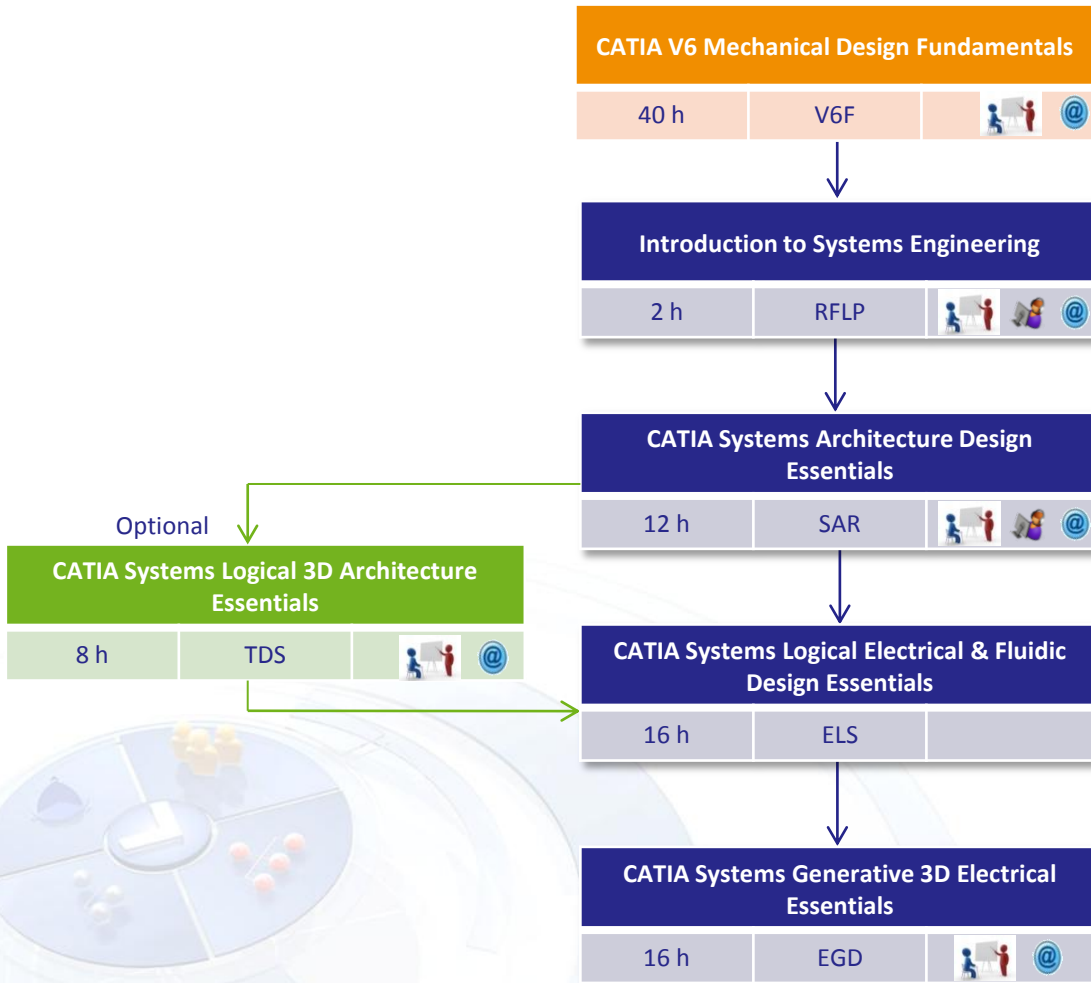 CATIA V6 Mechanical Design Fundamentals
40 h V6F @
Introduction to Systems Engineering
2 h RFLP @
CATIA Systems Architecture Design
Essentials
12 h SAR @
Optional
CATIA Systems Logical 3D Architecture
Essentials
8 h TDS @
CATIA Systems Logical Electrical & Fluidic
Design Essentials
16 h ELS
CATIA Systems Generative 3D Electrical
Essentials
16 h EGD @